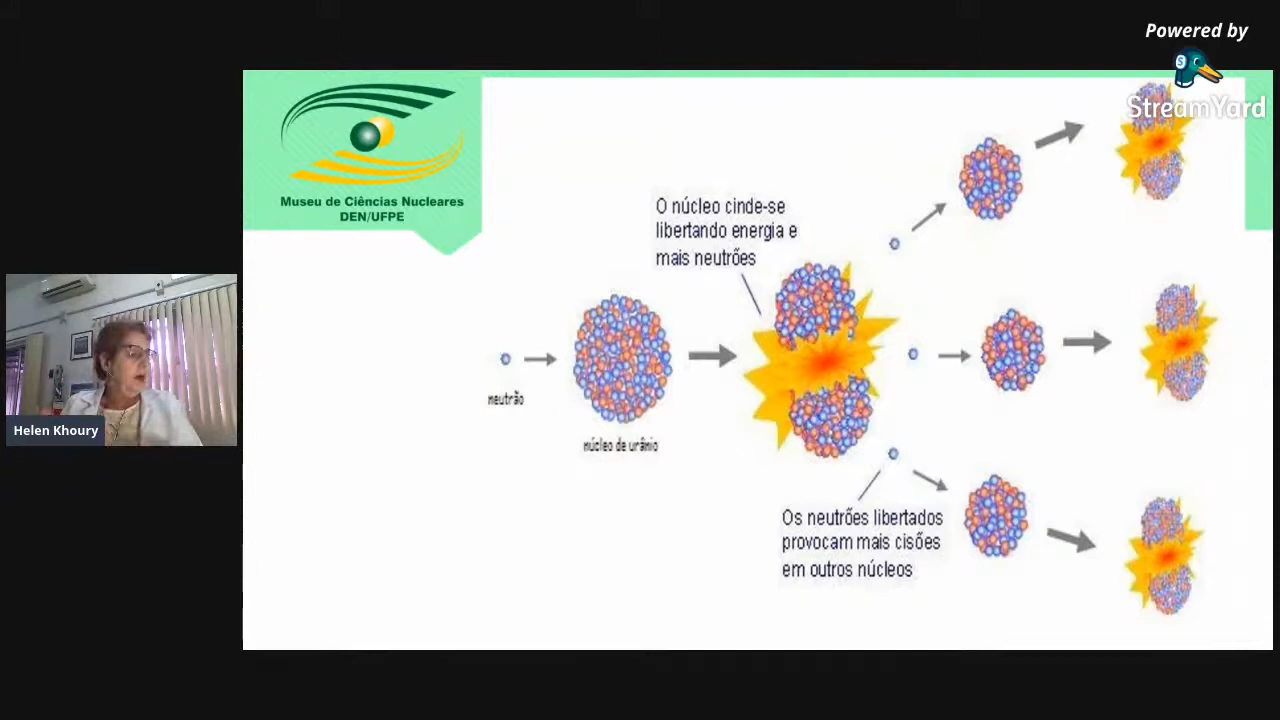 Powered by
StreamYard
Museu de Ciências Nucleares
DEN/UFPE
O núcleo cinde-se
libertando energia e
mais neutrões
neutrão
núcleo de urânio
Helen Khoury
Os neutrões libertados
provocam mais cisões
em outros núcleos